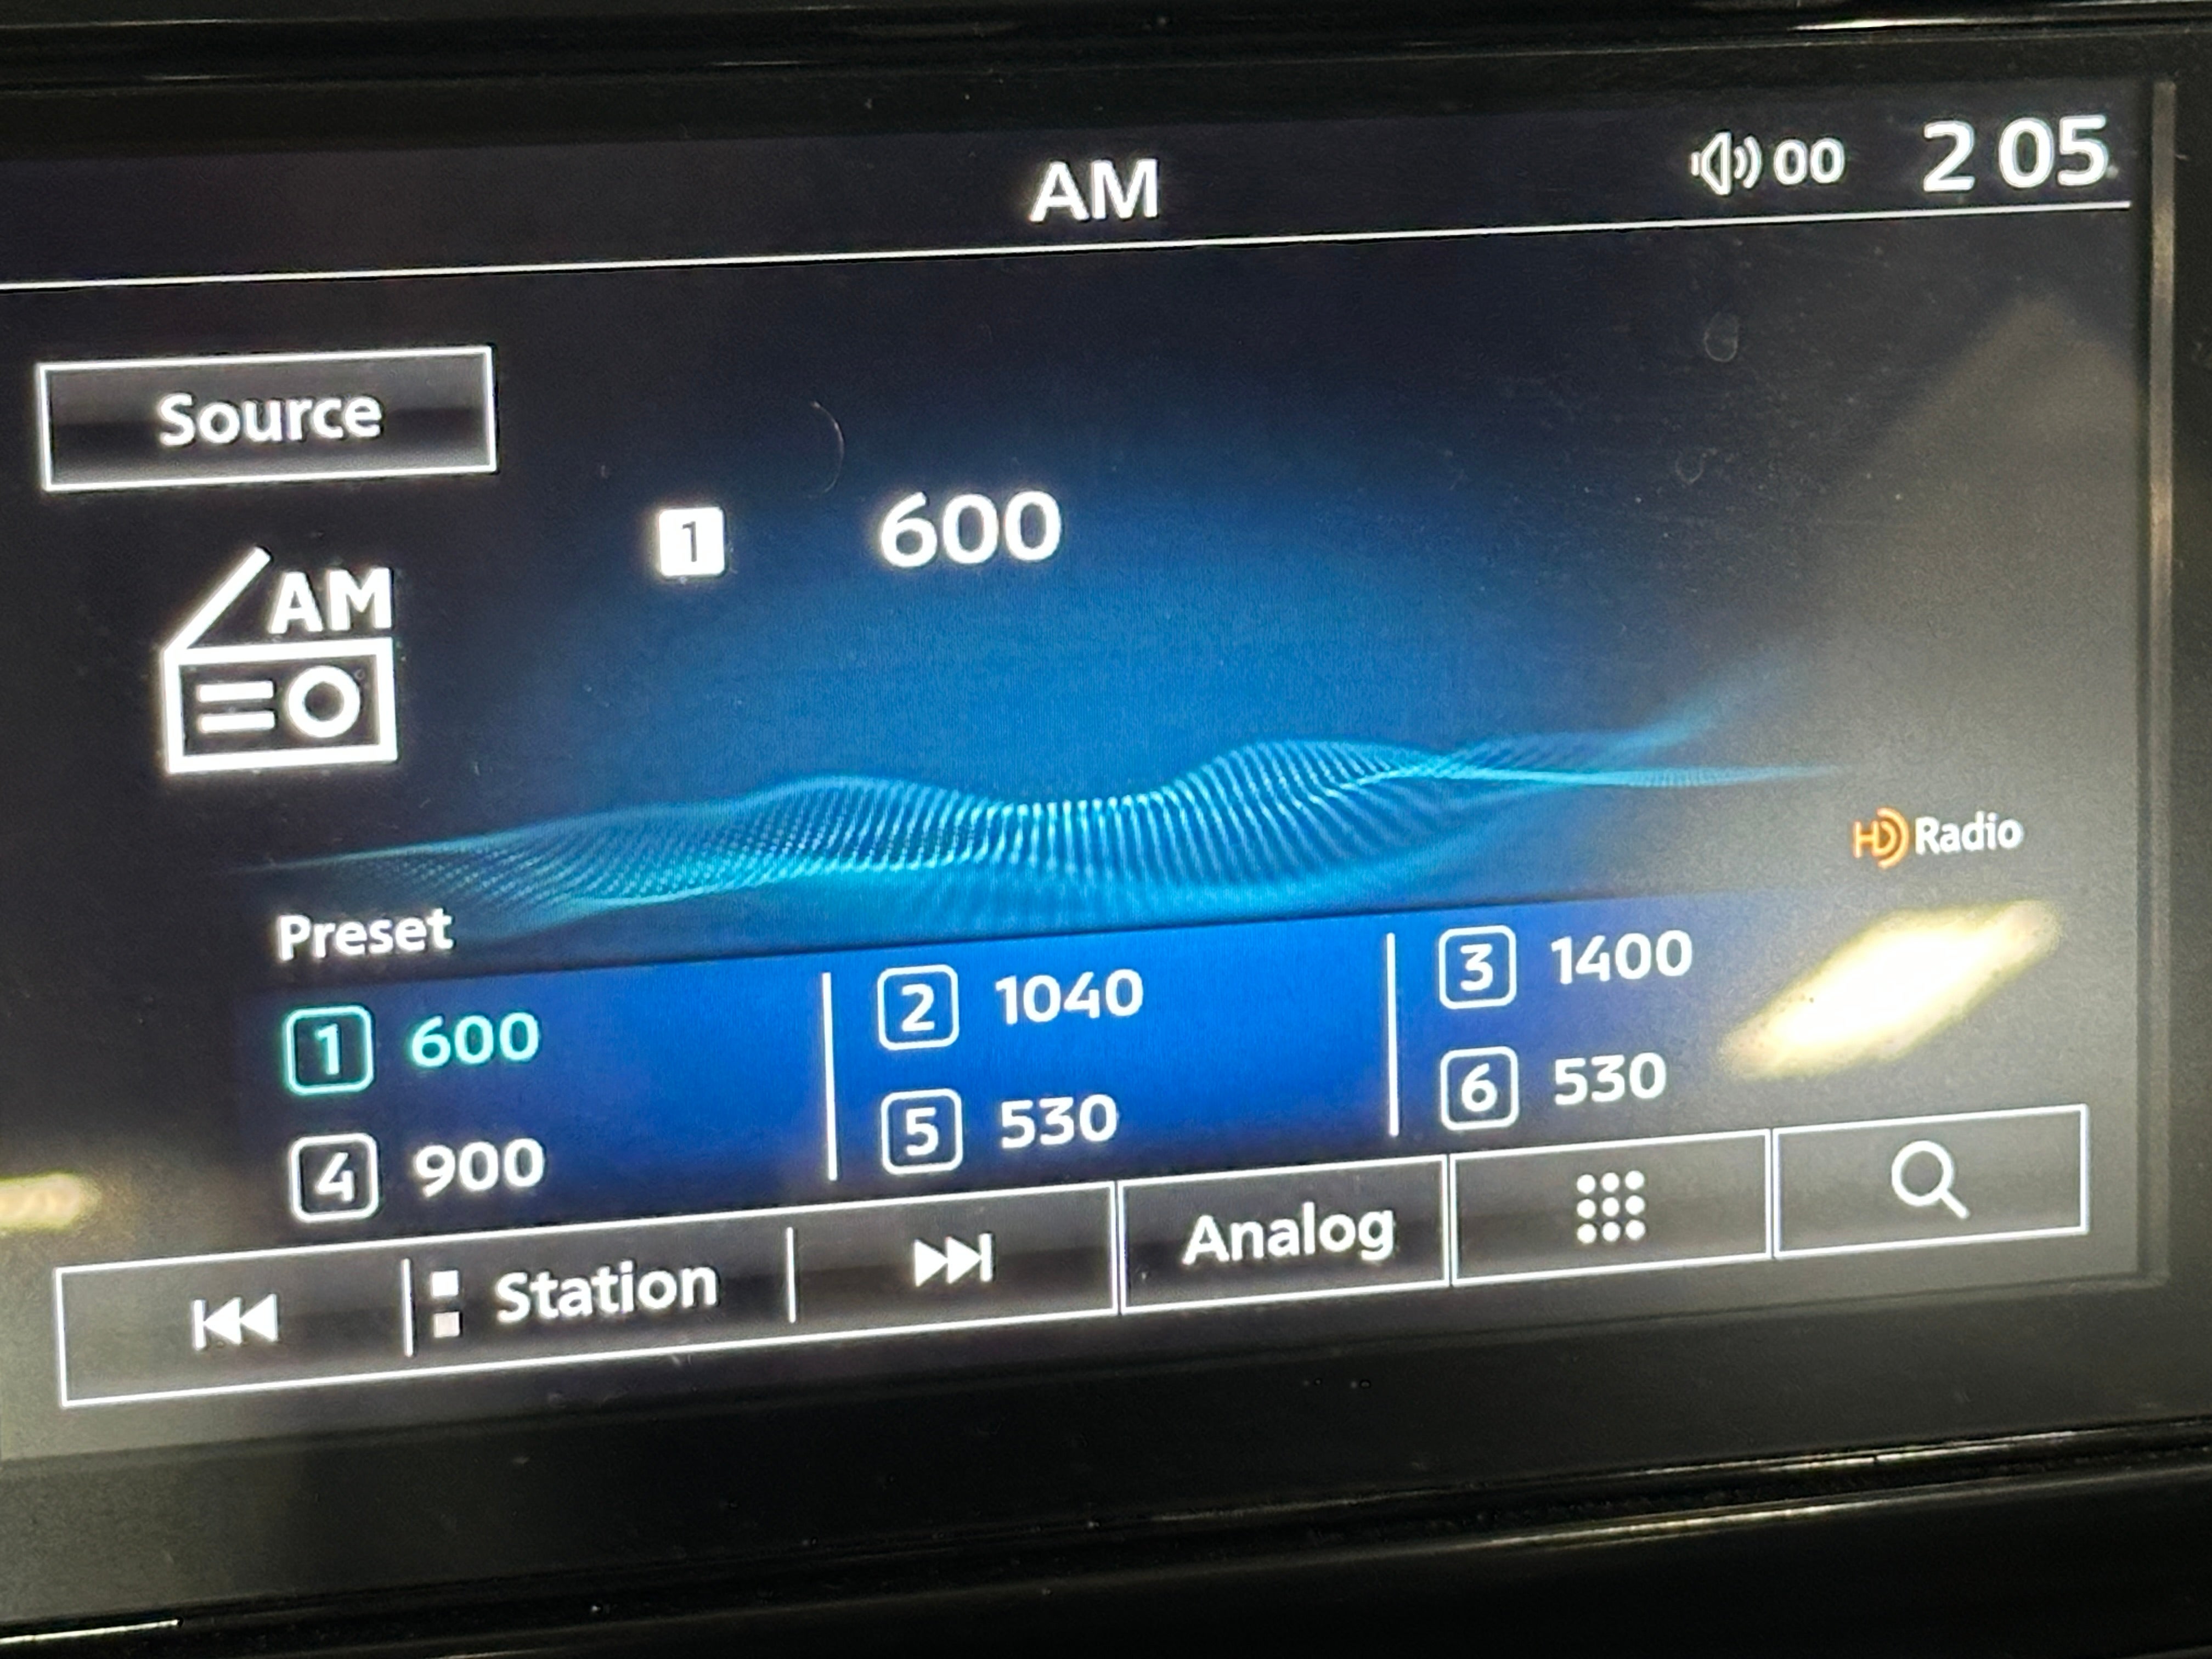 AM 00 2 05
Source
1 600
AM
HD Radio
Preset
1 600 2 1040 3 1400
4 900 5 530 6 530
Station Analog